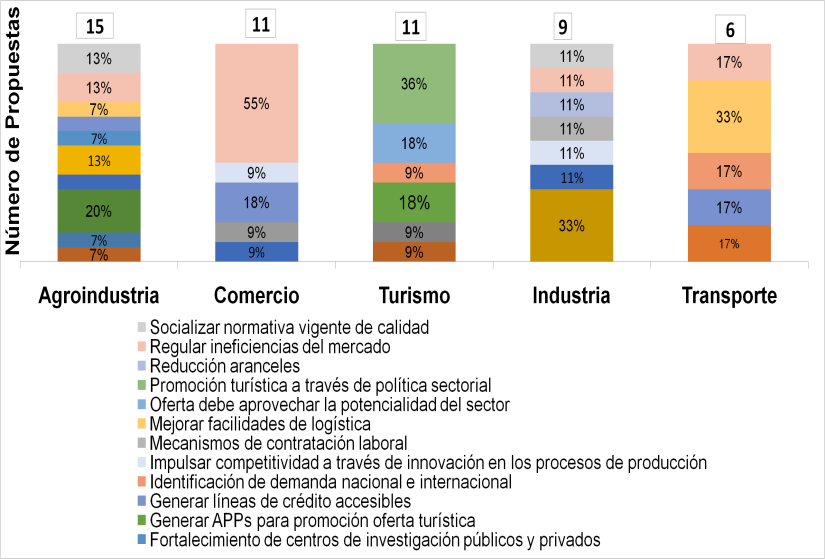 Número de Propuestas
15
11
11
9
6
13%
13%
7%
7%
13%
20%
7%
7%
55%
9%
18%
9%
9%
36%
18%
9%
18%
9%
9%
11%
11%
11%
11%
11%
11%
33%
17%
33%
17%
17%
17%
Agroindustria
Comercio
Turismo
Industria
Transporte
Socializar normativa vigente de calidad
Regular ineficiencias del mercado
Reducción aranceles
Promoción turística a través de política sectorial
Oferta debe aprovechar la potencialidad del sector
Mejorar facilidades de logística
Mecanismos de contratación laboral
Impulsar competitividad a través de innovación en los procesos de producción
Identificación de demanda nacional e internacional
Generar líneas de crédito accesibles
Generar APPs para promoción oferta turística
Fortalecimiento de centros de investigación públicos y privados